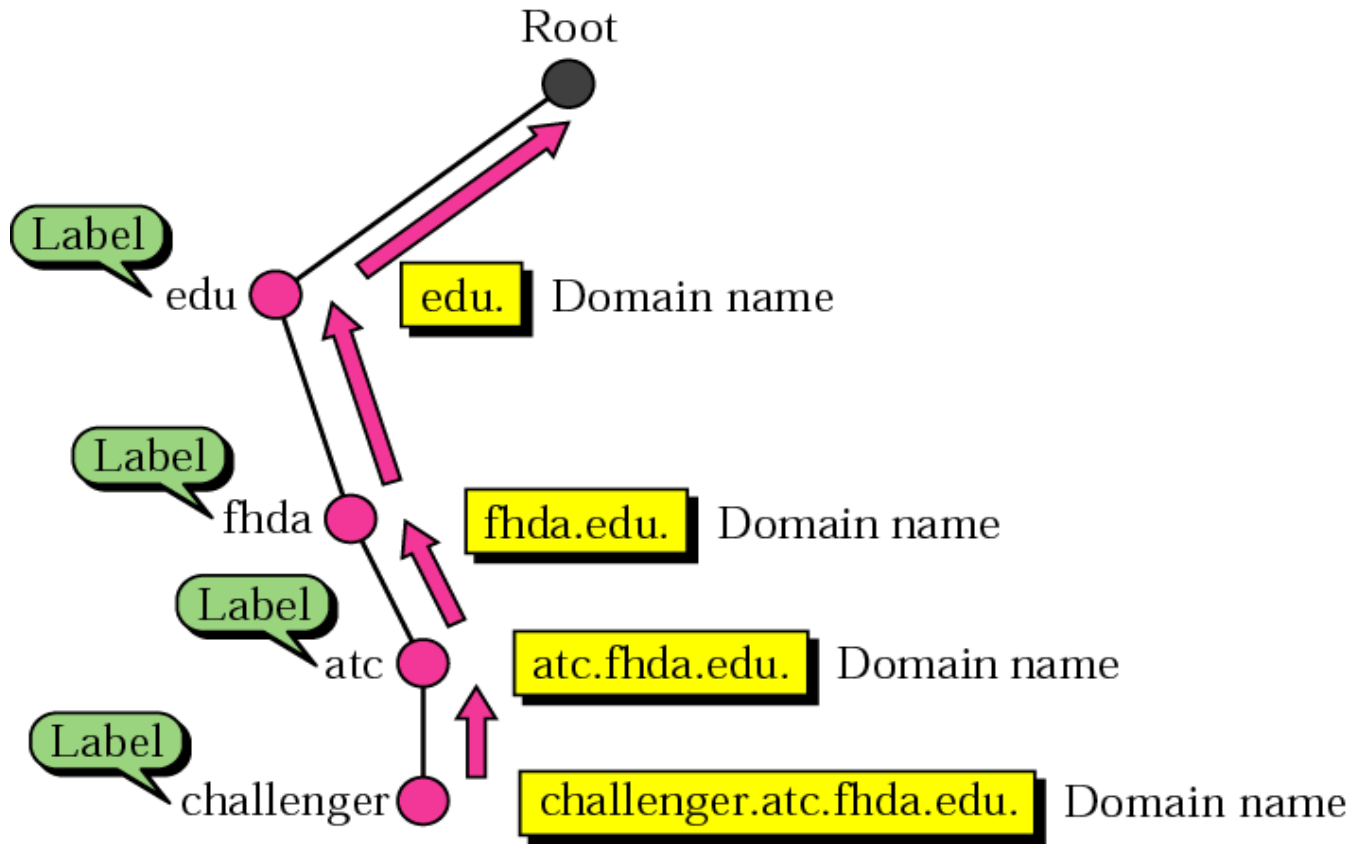 Root
Label
edu
edu. Domain name
Label
fhda
fhda.edu. Domain name
Label
atc
atc.fhda.edu. Domain name
Label
challenger
challenger.atc.fhda.edu. Domain name